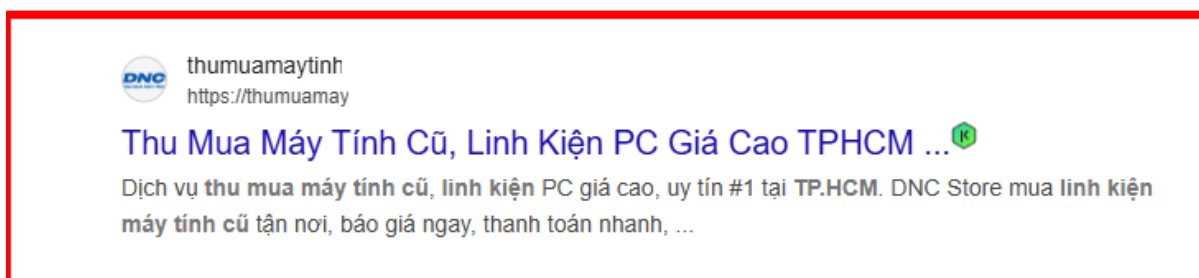 DNC
thumuamaytinh
https://thumuamay
Thu Mua Máy Tính Cũ, Linh Kiện PC Giá Cao TPHCM ...
Dịch vụ thu mua máy tính cũ, linh kiện PC giá cao, uy tín #1 tại TP.HCM. DNC Store mua linh kiện
máy tính cũ tận nơi, báo giá ngay, thanh toán nhanh, ...